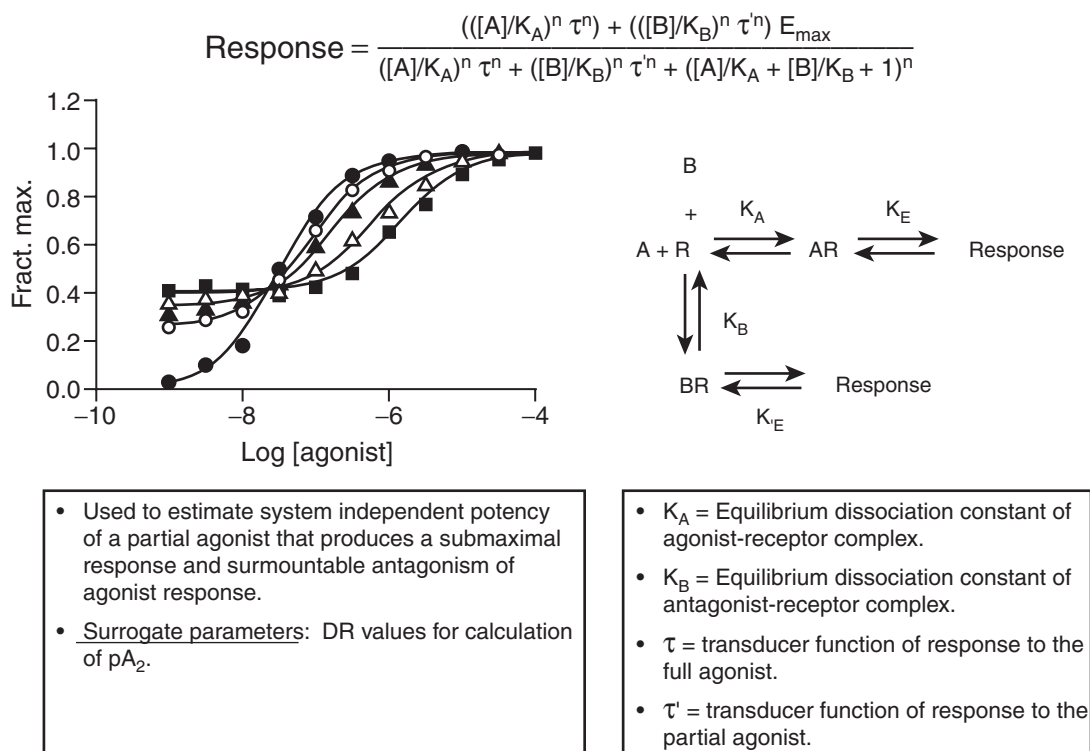 Response = ((([A]/K_A)^n τ^n) + (([B]/K_B)^n τ'^n) E_max
([A]/K_A)^n τ^n + ([B]/K_B)^n τ'^n + ([A]/K_A + [B]/K_B + 1)^n
1.2
1.0
0.8
0.6
0.4
0.2
0.0
Fract. max.
−10
−8
−6
−4
Log [agonist]
B
+
K_A
K_E
A + R
AR
Response
K_B
BR
Response
K_'E
• Used to estimate system independent potency
of a partial agonist that produces a submaximal
response and surmountable antagonism of
agonist response.
• Surrogate parameters: DR values for calculation
of pA_2.
• K_A = Equilibrium dissociation constant of
agonist-receptor complex.
• K_B = Equilibrium dissociation constant of
antagonist-receptor complex.
• τ = transducer function of response to the
full agonist.
• τ' = transducer function of response to the
partial agonist.